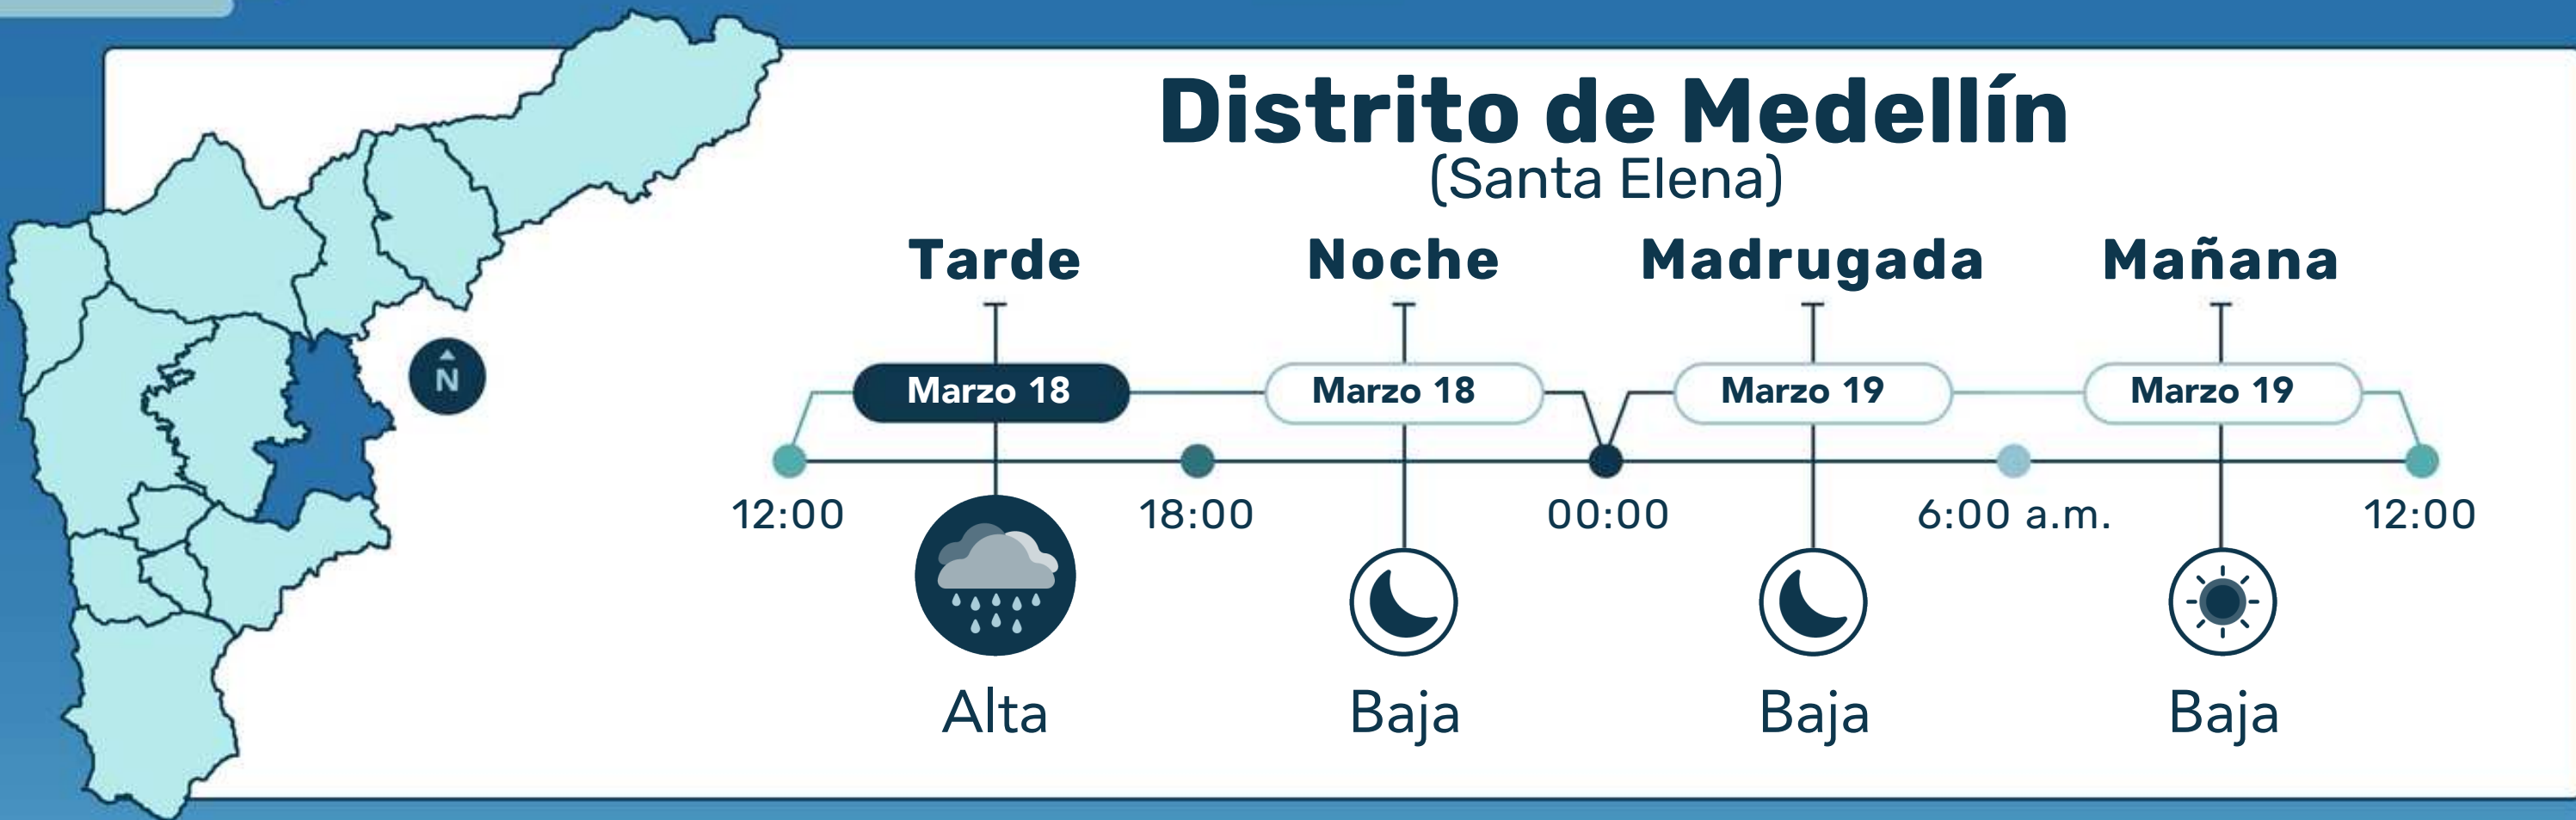 Distrito de Medellín
(Santa Elena)
Tarde Noche Madrugada Mañana
N
Marzo 18 Marzo 18 Marzo 19 Marzo 19
12:00 18:00 00:00 6:00 a.m. 12:00
Alta Baja Baja Baja